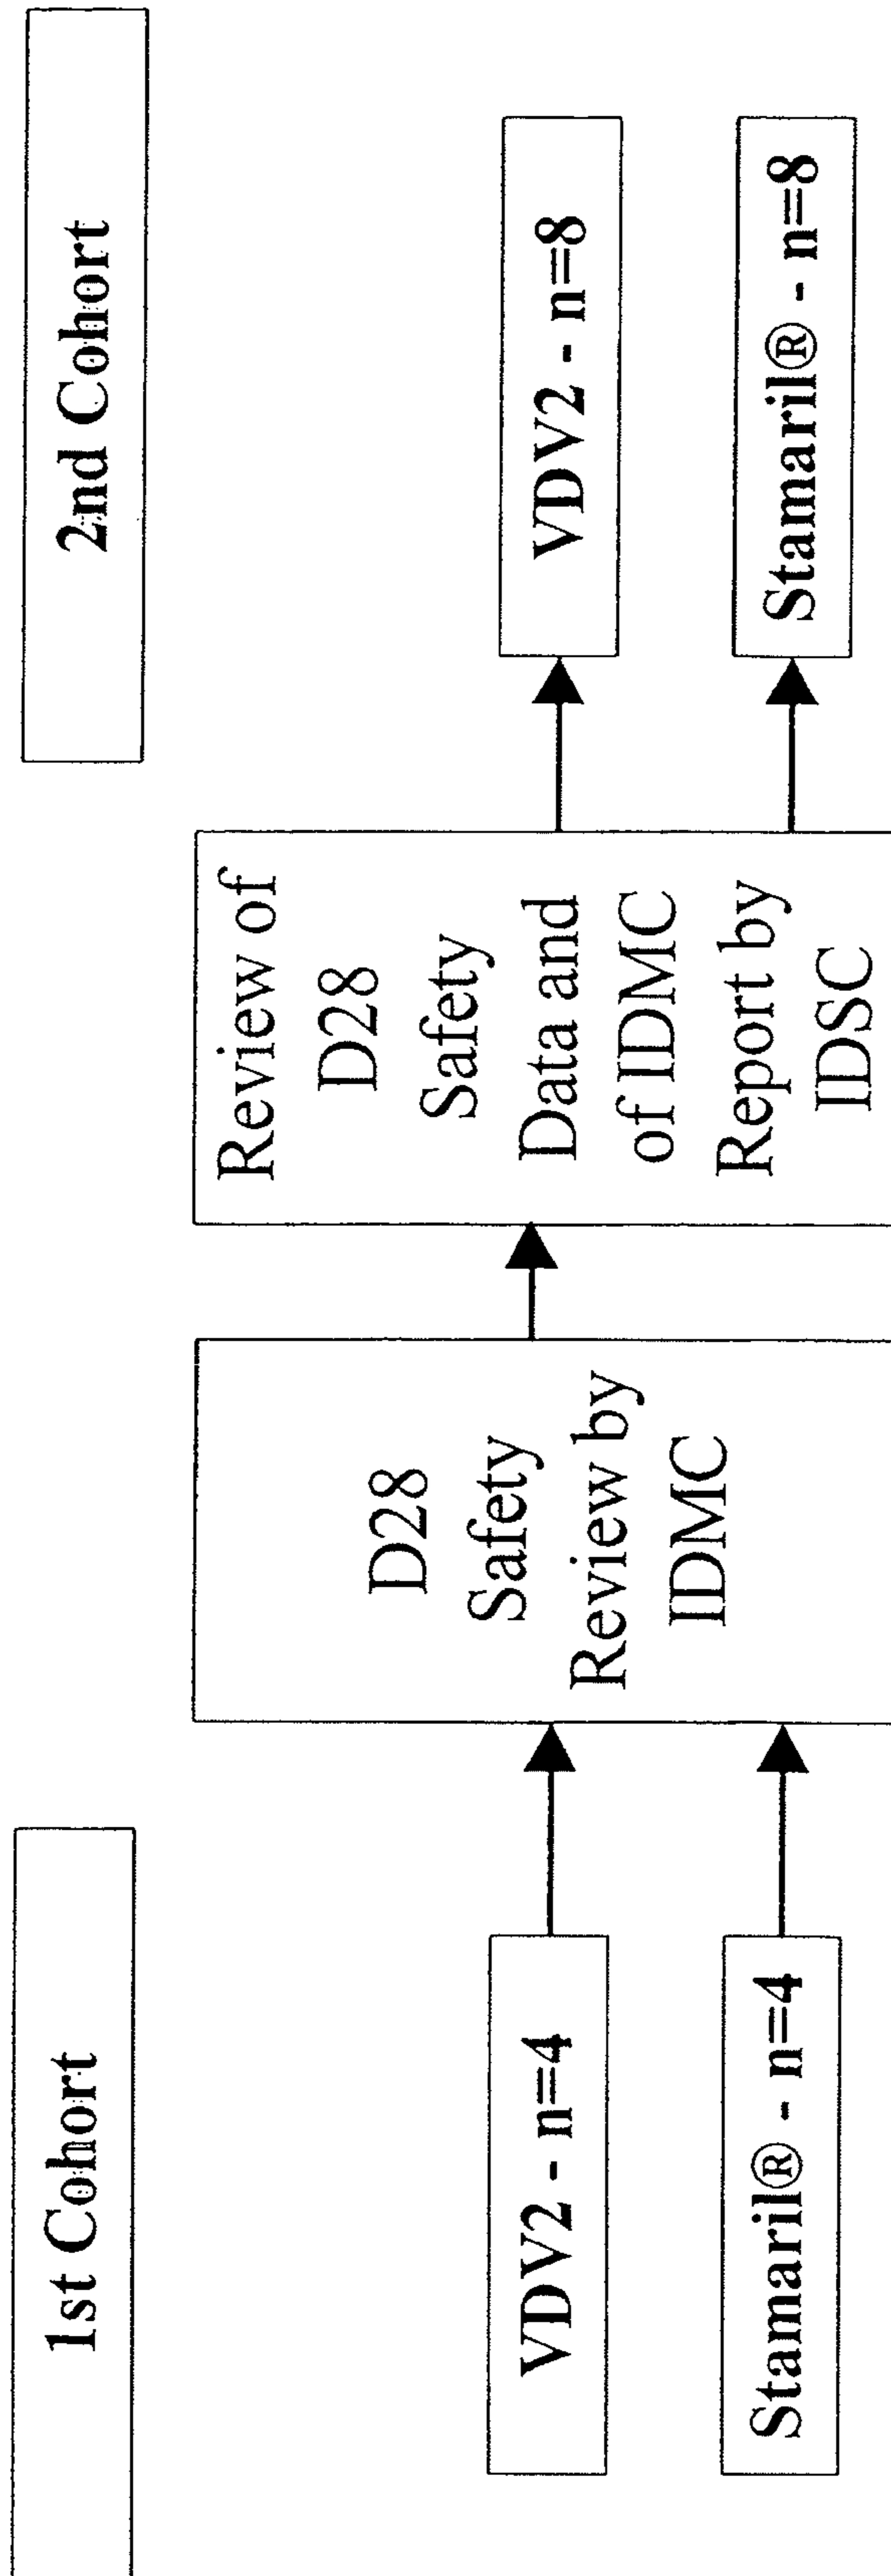 1st Cohort
2nd Cohort
VDV2 - n=4
Stamaril® - n=4
D28
Safety
Review by
IDMC
Review of
D28
Safety
Data and
of IDMC
Report by
IDSC
VDV2 - n=8
Stamaril® - n=8